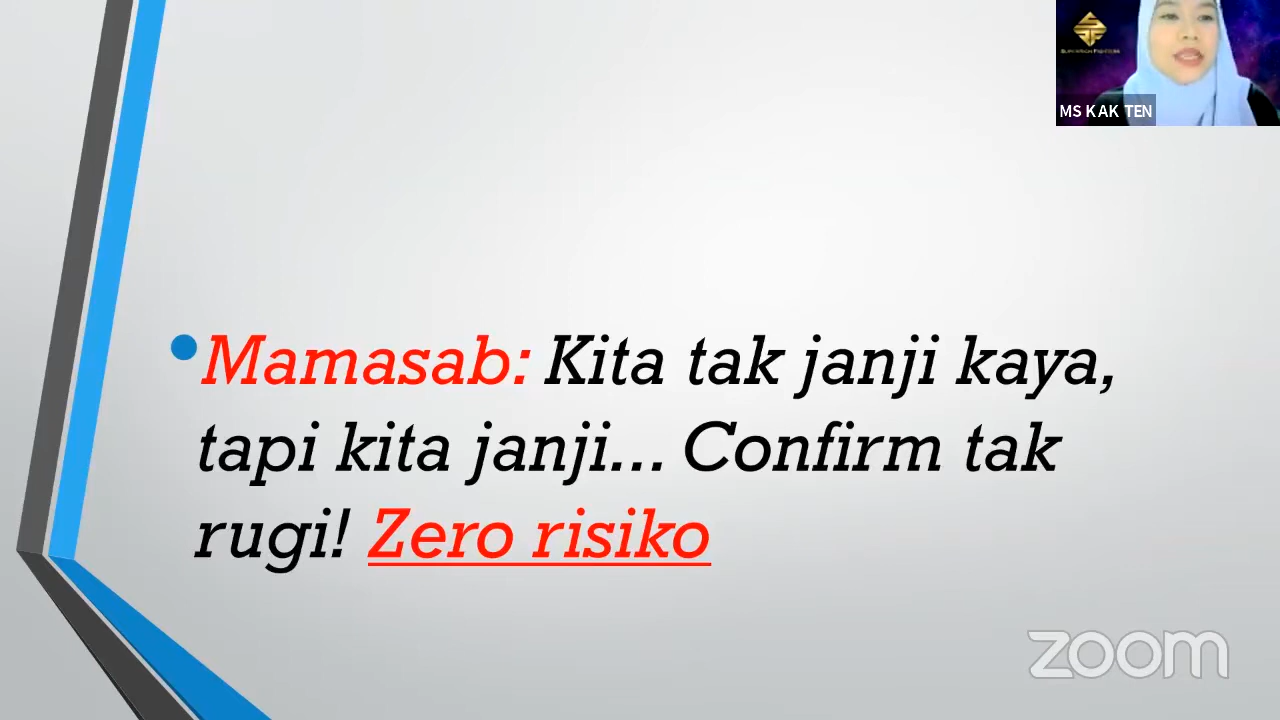 MS KAK TEN
Mamasab: Kita tak janji kaya,
tapi kita janji... Confirm tak
rugi! Zero risiko
zoom